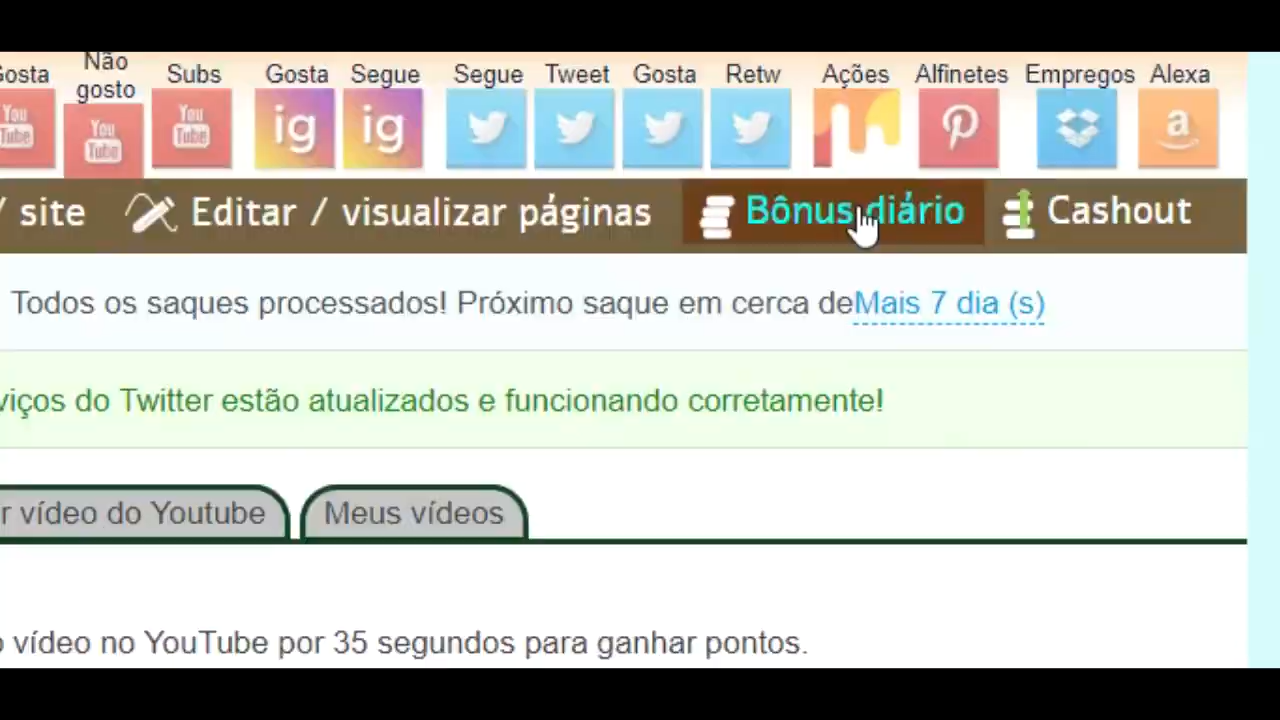 Gosta Não gosto Subs Gosta Segue Segue Tweet Gosta Retw Ações Alfinetes Empregos Alexa
You Tube You Tube You Tube ig ig a
/ site Editar / visualizar páginas Bônus diário Cashout
Todos os saques processados! Próximo saque em cerca deMais 7 dia (s)
viços do Twitter estão atualizados e funcionando corretamente!
r vídeo do Youtube Meus vídeos
o vídeo no YouTube por 35 segundos para ganhar pontos.